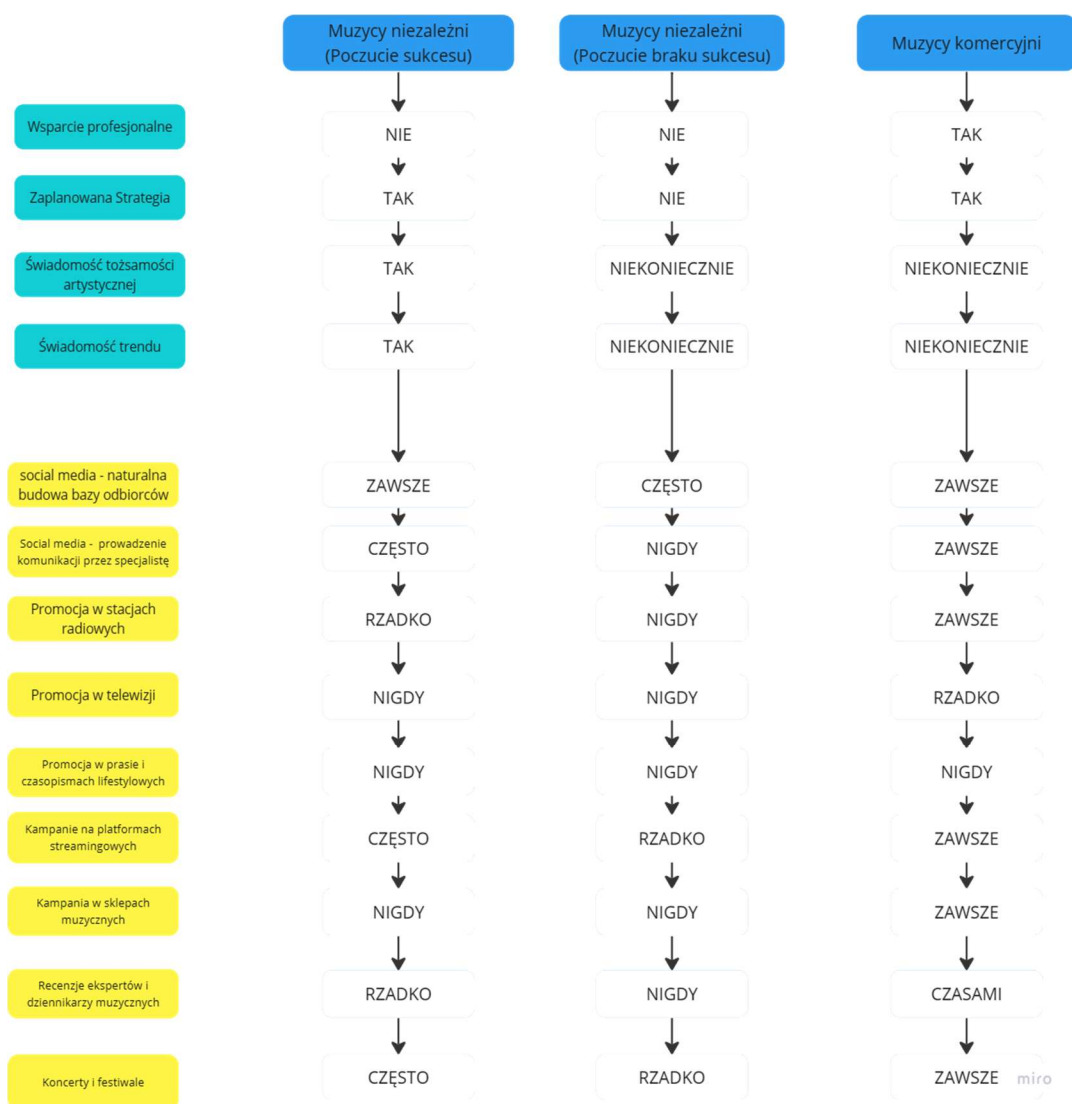 Muzycy niezależni
(Poczucie sukcesu)
Muzycy niezależni
(Poczucie braku sukcesu)
Muzycy komercyjni
Wsparcie profesjonalne
NIE
NIE
TAK
Zaplanowana Strategia
TAK
NIE
TAK
Świadomość tożsamości
artystycznej
TAK
NIEKONIECZNIE
NIEKONIECZNIE
Świadomość trendu
TAK
NIEKONIECZNIE
NIEKONIECZNIE
social media - naturalna
budowa bazy odbiorców
ZAWSZE
CZĘSTO
ZAWSZE
Social media - prowadzenie
komunikacji przez specjalistę
CZĘSTO
NIGDY
ZAWSZE
Promocja w stacjach
radiowych
RZADKO
NIGDY
ZAWSZE
Promocja w telewizji
NIGDY
NIGDY
RZADKO
Promocja w prasie i
czasopismach lifestylowych
NIGDY
NIGDY
NIGDY
Kampanie na platformach
streamingowych
CZĘSTO
RZADKO
ZAWSZE
Kampania w sklepach
muzycznych
NIGDY
NIGDY
ZAWSZE
Recenzje ekspertów i
dziennikarzy muzycznych
RZADKO
NIGDY
CZASAMI
Koncerty i festiwale
CZĘSTO
RZADKO
ZAWSZE
miro